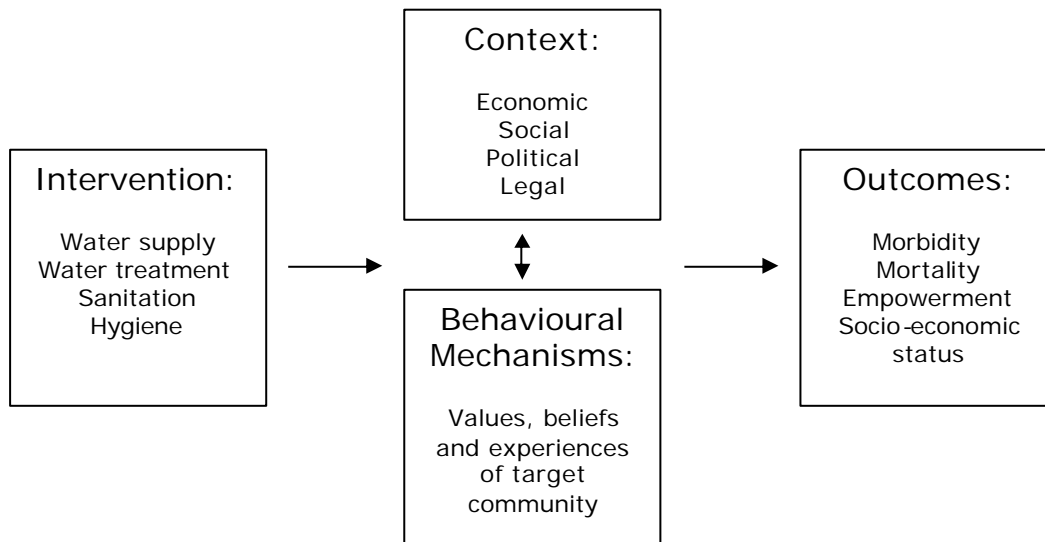 Intervention:
Water supply
Water treatment
Sanitation
Hygiene
Context:
Economic
Social
Political
Legal
Behavioural
Mechanisms:
Values, beliefs
and experiences
of target
community
Outcomes:
Morbidity
Mortality
Empowerment
Socio-economic
status